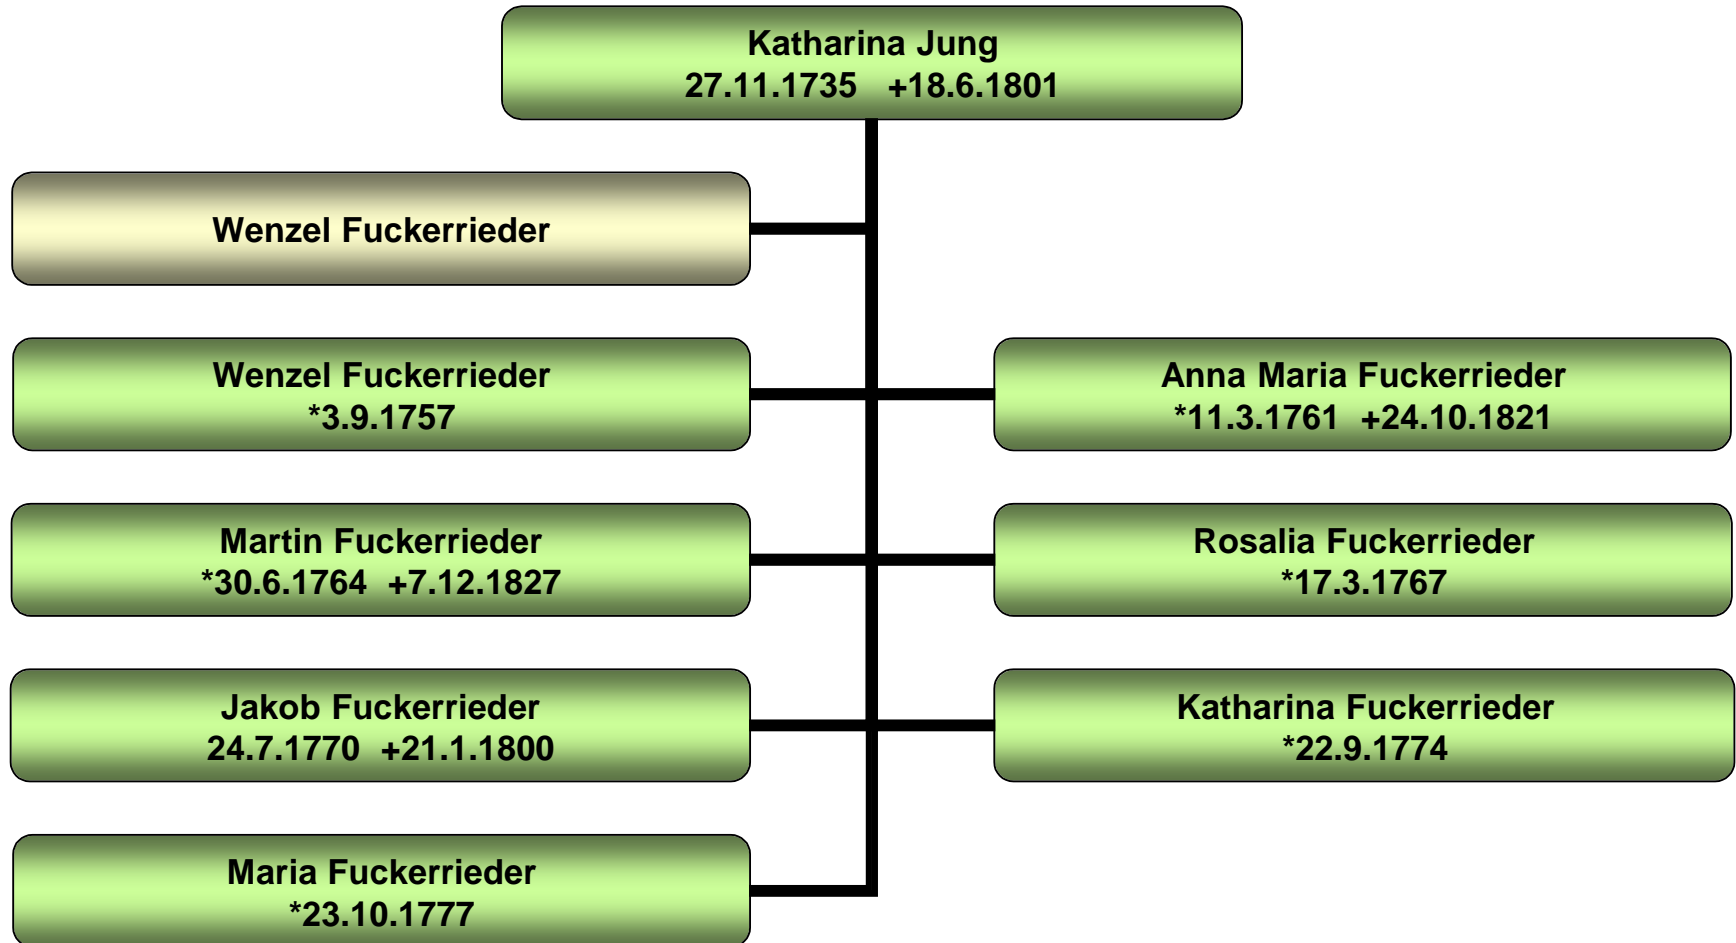 Katharina Jung
27.11.1735 +18.6.1801
Wenzel Fuckerrieder
Wenzel Fuckerrieder
*3.9.1757
Anna Maria Fuckerrieder
*11.3.1761 +24.10.1821
Martin Fuckerrieder
*30.6.1764 +7.12.1827
Rosalia Fuckerrieder
*17.3.1767
Jakob Fuckerrieder
24.7.1770 +21.1.1800
Katharina Fuckerrieder
*22.9.1774
Maria Fuckerrieder
*23.10.1777